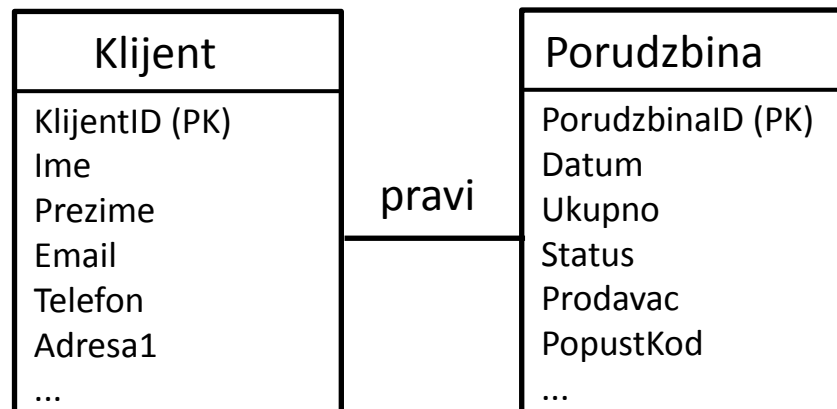 Klijent
KlijentID (PK)
Ime
Prezime
Email
Telefon
Adresa1
...
pravi
Porudzbina
PorudzbinaID (PK)
Datum
Ukupno
Status
Prodavac
PopustKod
...